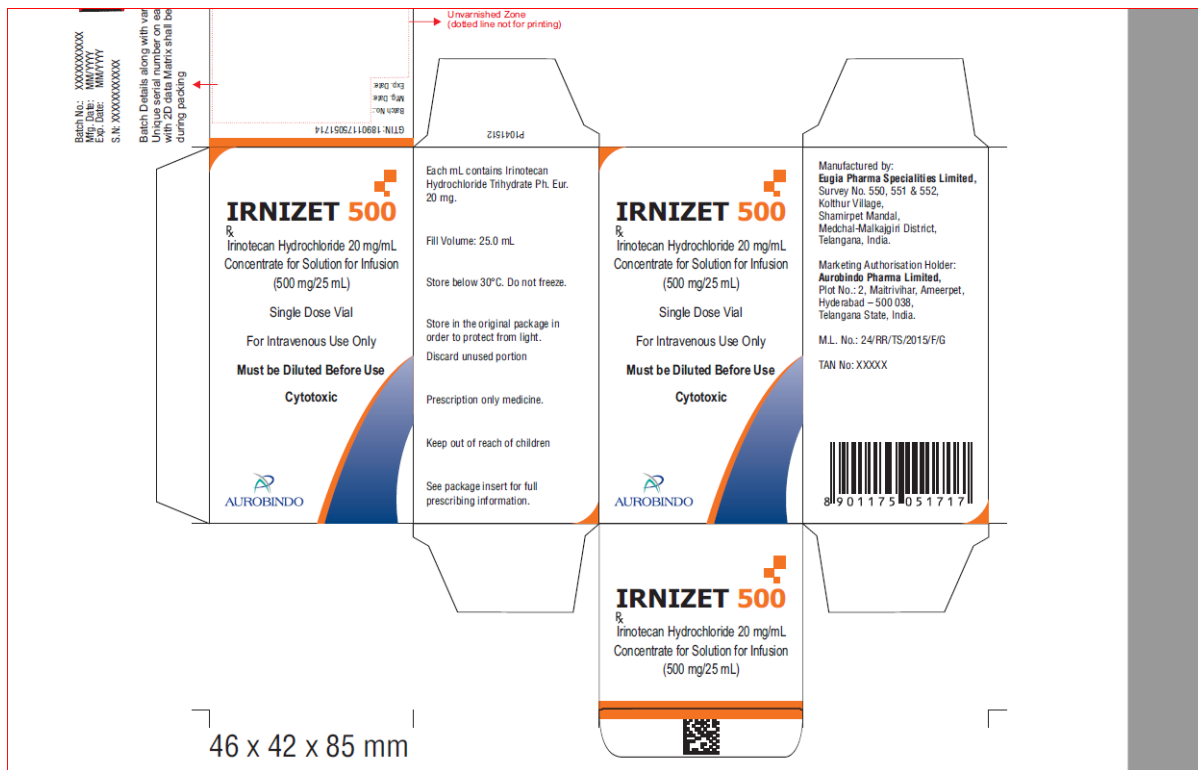 Unvarnished Zone
(dotted line not for printing)
Batch No.: XXXXXXXXXX
Mfg. Date: MM/YYYY
Exp. Date: MM/YYYY
S.N: XXXXXXXXXXXX
Batch Details along with var
Unique serial number on ea
with 2D data Matrix shall be
during packing
GTIN: 18901175051714
Batch No.:
Mfg. Date:
Exp. Date:
P1041512
IRNIZET 500
℞
Irinotecan Hydrochloride 20 mg/mL
Concentrate for Solution for Infusion
(500 mg/25 mL)
Single Dose Vial
For Intravenous Use Only
Must be Diluted Before Use
Cytotoxic
AUROBINDO
Each mL contains Irinotecan
Hydrochloride Trihydrate Ph. Eur.
20 mg.
Fill Volume: 25.0 mL
Store below 30°C. Do not freeze.
Store in the original package in
order to protect from light.
Discard unused portion
Prescription only medicine.
Keep out of reach of children
See package insert for full
prescribing information.
IRNIZET 500
℞
Irinotecan Hydrochloride 20 mg/mL
Concentrate for Solution for Infusion
(500 mg/25 mL)
Single Dose Vial
For Intravenous Use Only
Must be Diluted Before Use
Cytotoxic
AUROBINDO
Manufactured by:
Eugia Pharma Specialities Limited,
Survey No. 550, 551 & 552,
Kolthur Village,
Shamirpet Mandal,
Medchal-Malkajgiri District,
Telangana, India.
Marketing Authorisation Holder:
Aurobindo Pharma Limited,
Plot No.: 2, Maitrivihar, Ameerpet,
Hyderabad – 500 038,
Telangana State, India.
M.L. No.: 24/RR/TS/2015/F/G
TAN No: XXXXX
8 901175 051717
IRNIZET 500
℞
Irinotecan Hydrochloride 20 mg/mL
Concentrate for Solution for Infusion
(500 mg/25 mL)
46 x 42 x 85 mm